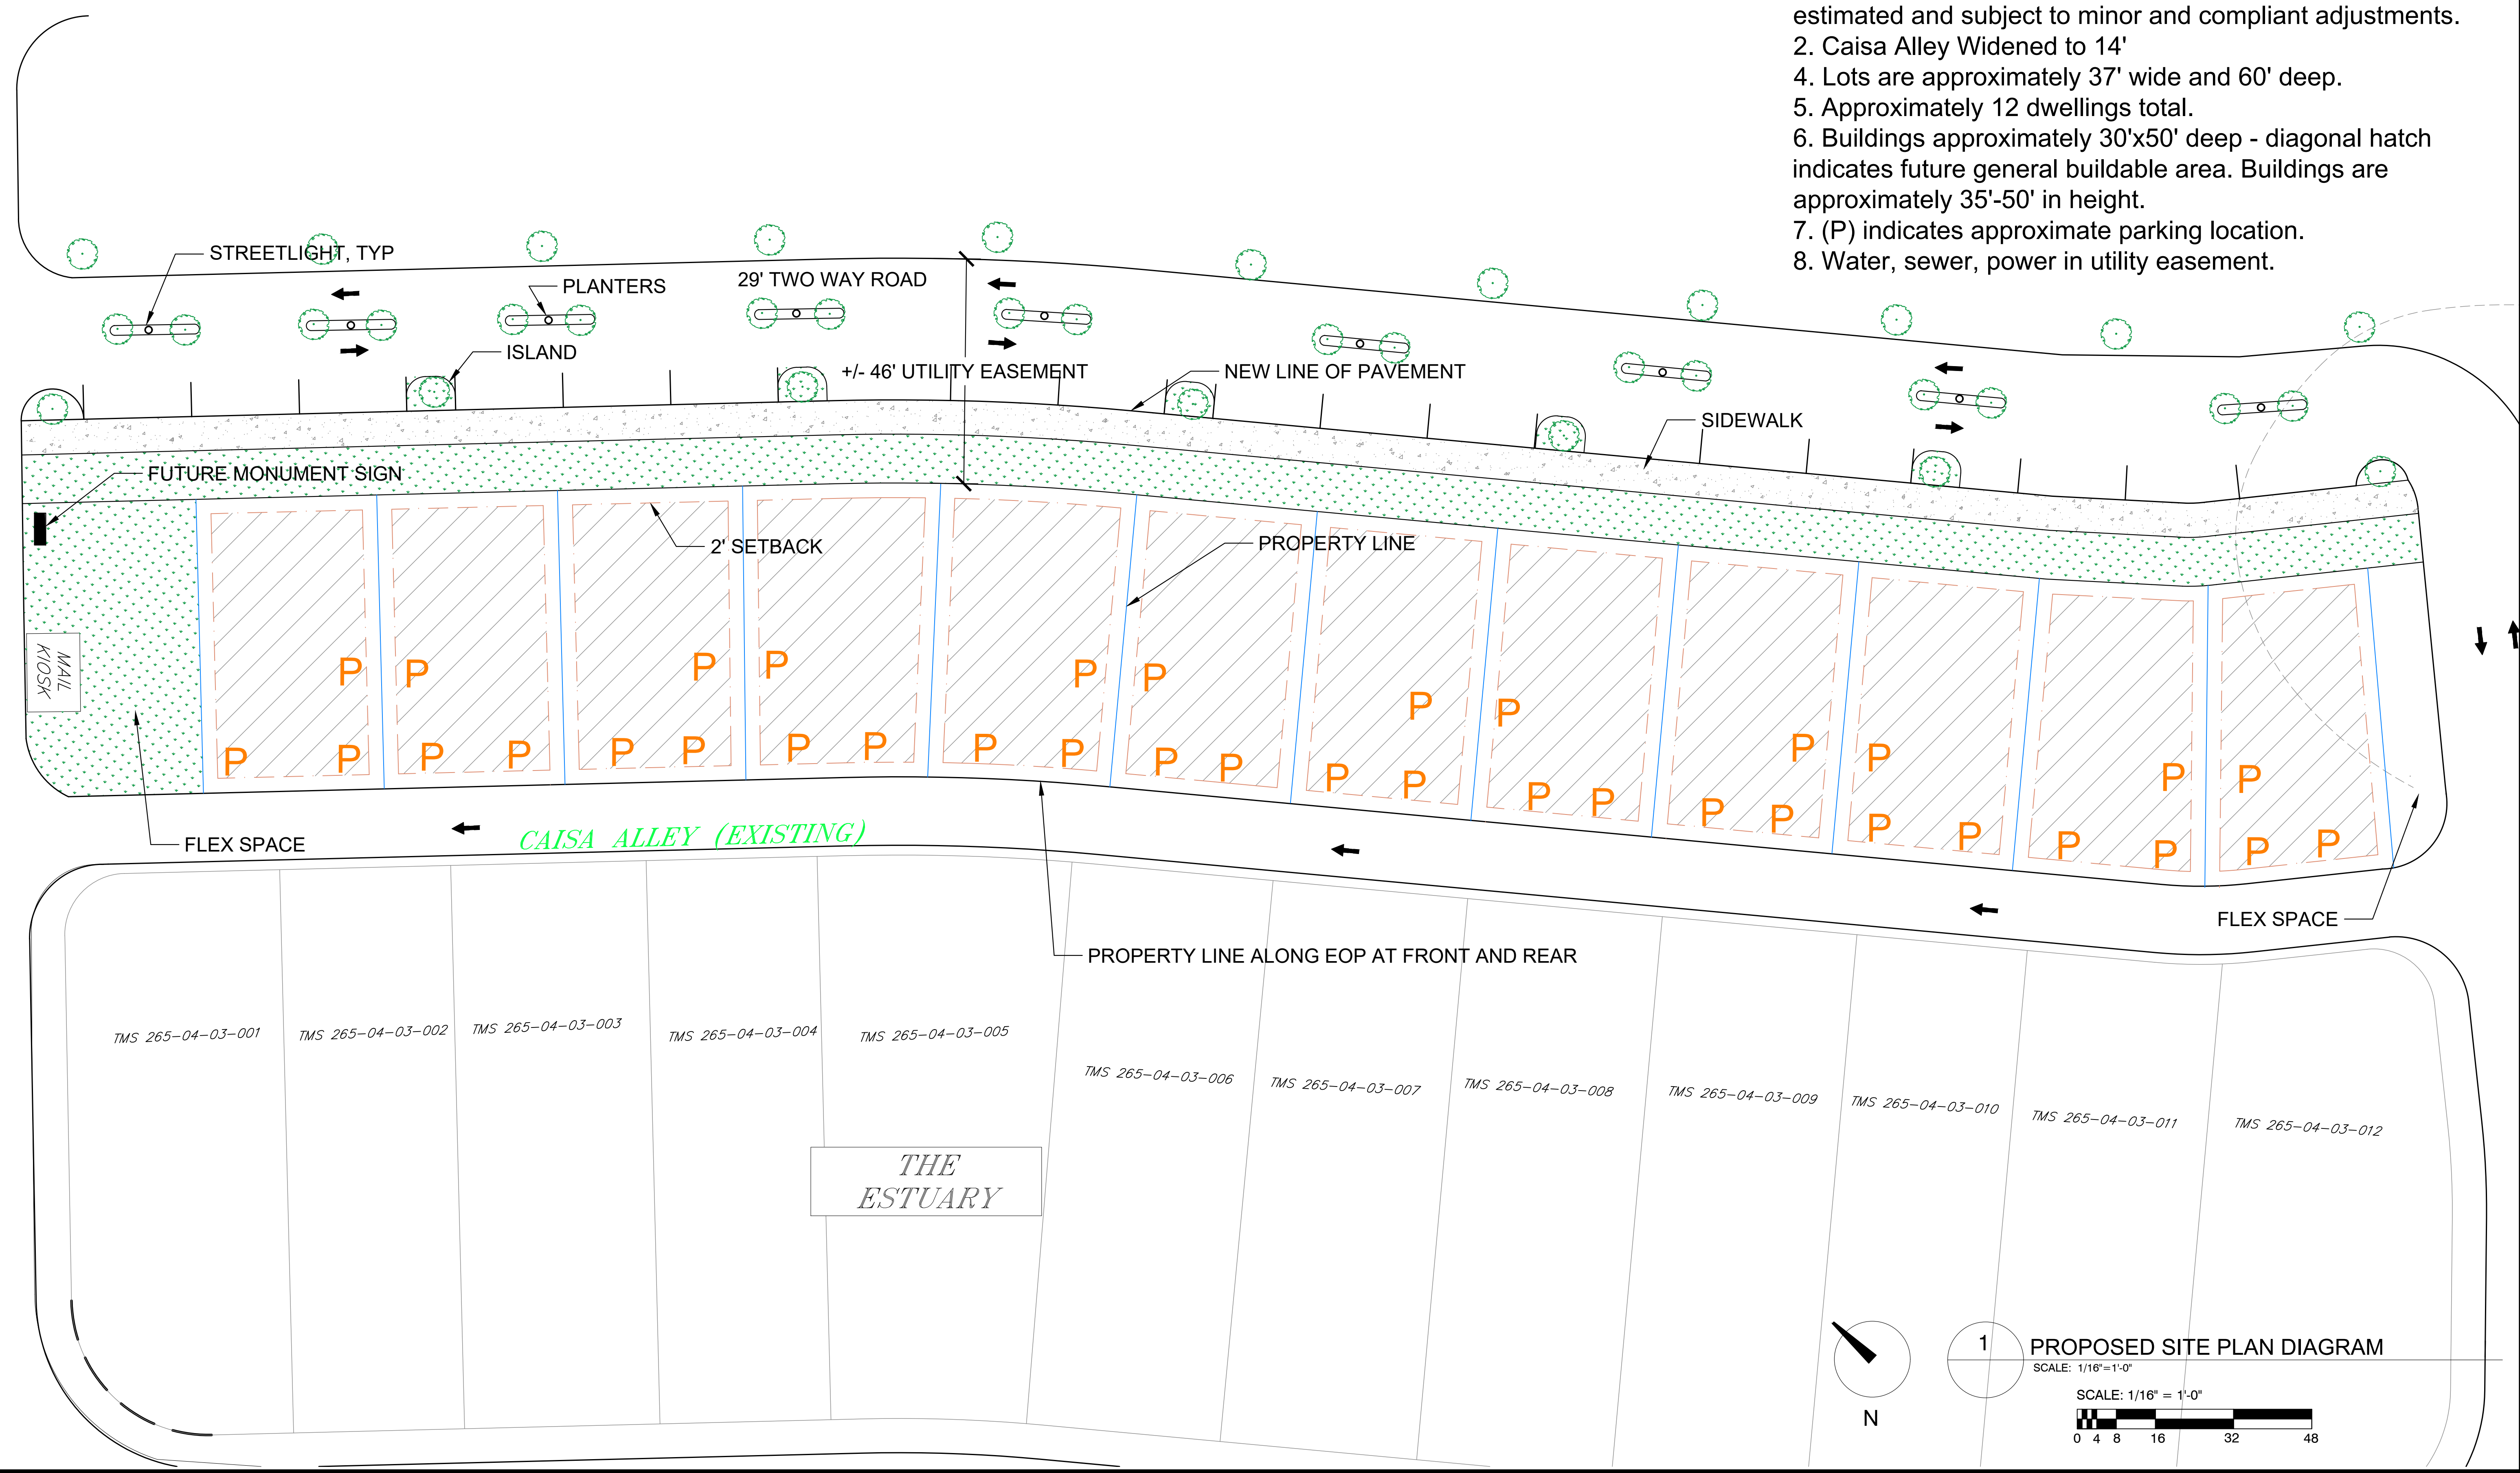 estimated and subject to minor and compliant adjustments.
2. Caisa Alley Widened to 14'
4. Lots are approximately 37' wide and 60' deep.
5. Approximately 12 dwellings total.
6. Buildings approximately 30'x50' deep - diagonal hatch
indicates future general buildable area. Buildings are
approximately 35'-50' in height.
7. (P) indicates approximate parking location.
8. Water, sewer, power in utility easement.
STREETLIGHT, TYP
PLANTERS
29' TWO WAY ROAD
ISLAND
+/- 46' UTILITY EASEMENT
NEW LINE OF PAVEMENT
SIDEWALK
FUTURE MONUMENT SIGN
2' SETBACK
PROPERTY LINE
MAIL
KIOSK
P P P P P P P P P P P P
P P P P P P P P P P P P P P P P P P P P P P P P
FLEX SPACE
CAISA ALLEY (EXISTING)
FLEX SPACE
PROPERTY LINE ALONG EOP AT FRONT AND REAR
TMS 265-04-03-001
TMS 265-04-03-002
TMS 265-04-03-003
TMS 265-04-03-004
TMS 265-04-03-005
TMS 265-04-03-006
TMS 265-04-03-007
TMS 265-04-03-008
TMS 265-04-03-009
TMS 265-04-03-010
TMS 265-04-03-011
TMS 265-04-03-012
THE
ESTUARY
N
1
PROPOSED SITE PLAN DIAGRAM
SCALE: 1/16"=1'-0"
SCALE: 1/16" = 1'-0"
0 4 8 16 32 48